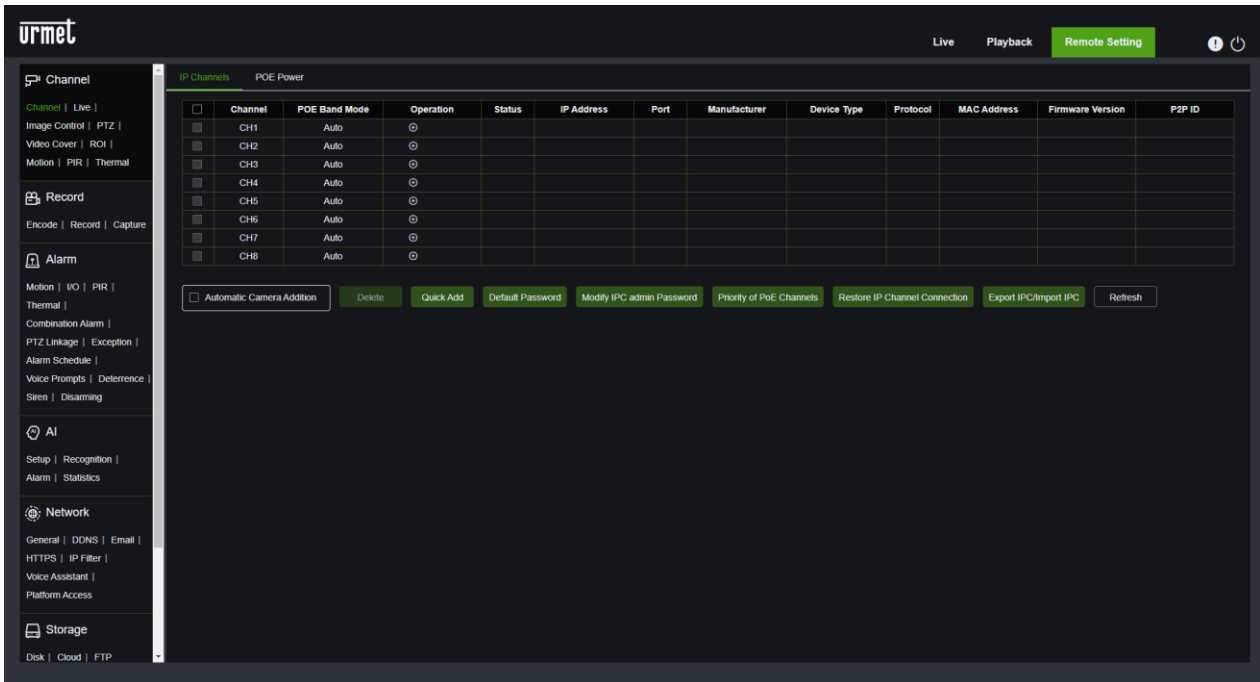 urmet
Live Playback Remote Setting
Channel
Channel | Live |
Image Control | PTZ |
Video Cover | ROI |
Motion | PIR | Thermal
Record
Encode | Record | Capture
Alarm
Motion | I/O | PIR |
Thermal |
Combination Alarm |
PTZ Linkage | Exception |
Alarm Schedule |
Voice Prompts | Deterrence |
Siren | Disarming
AI
Setup | Recognition |
Alarm | Statistics
Network
General | DDNS | Email |
HTTPS | IP Filter |
Voice Assistant |
Platform Access
Storage
Disk | Cloud | FTP
IP Channels POE Power
Channel POE Band Mode Operation Status IP Address Port Manufacturer Device Type Protocol MAC Address Firmware Version P2P ID
CH1 Auto
CH2 Auto
CH3 Auto
CH4 Auto
CH5 Auto
CH6 Auto
CH7 Auto
CH8 Auto
Automatic Camera Addition Delete Quick Add Default Password Modify IPC admin Password Priority of PoE Channels Restore IP Channel Connection Export IPC/Import IPC Refresh